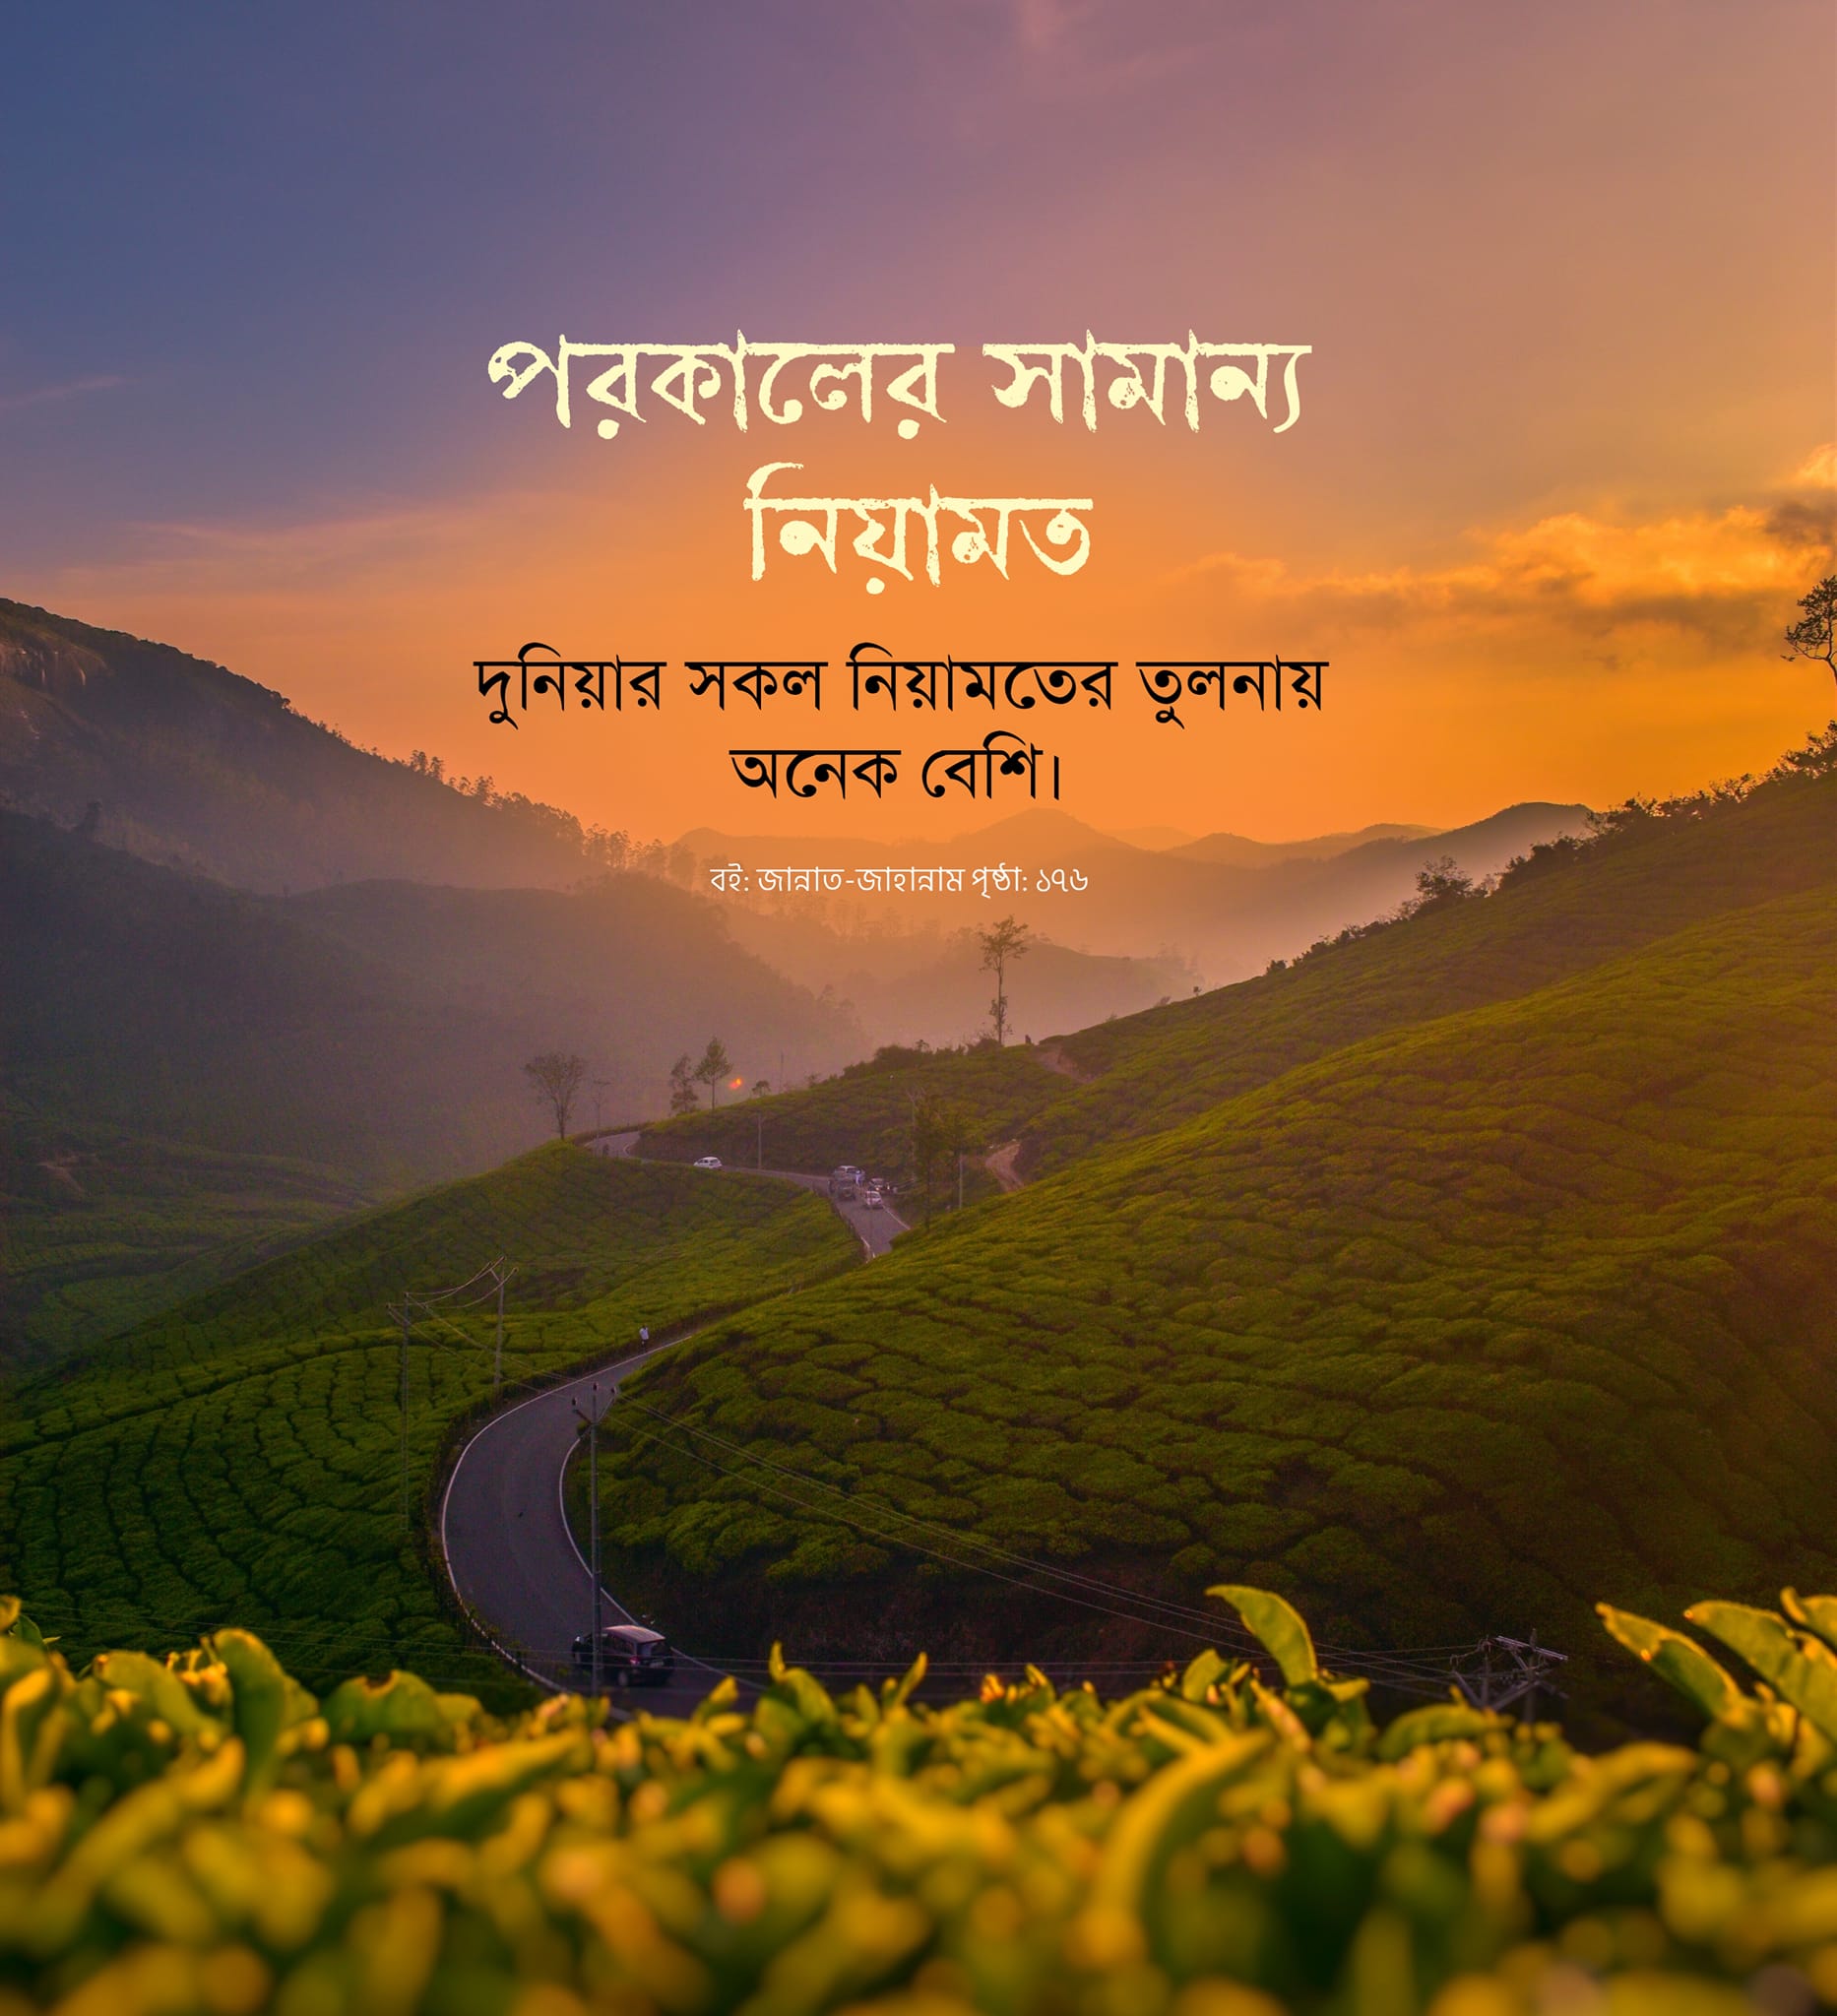 পরকালের সামান্য
নিয়ামত
দুনিয়ার সকল নিয়ামতের তুলনায়
অনেক বেশি।
বই: জান্নাত-জাহান্নাম পৃষ্ঠা: ১৭৬